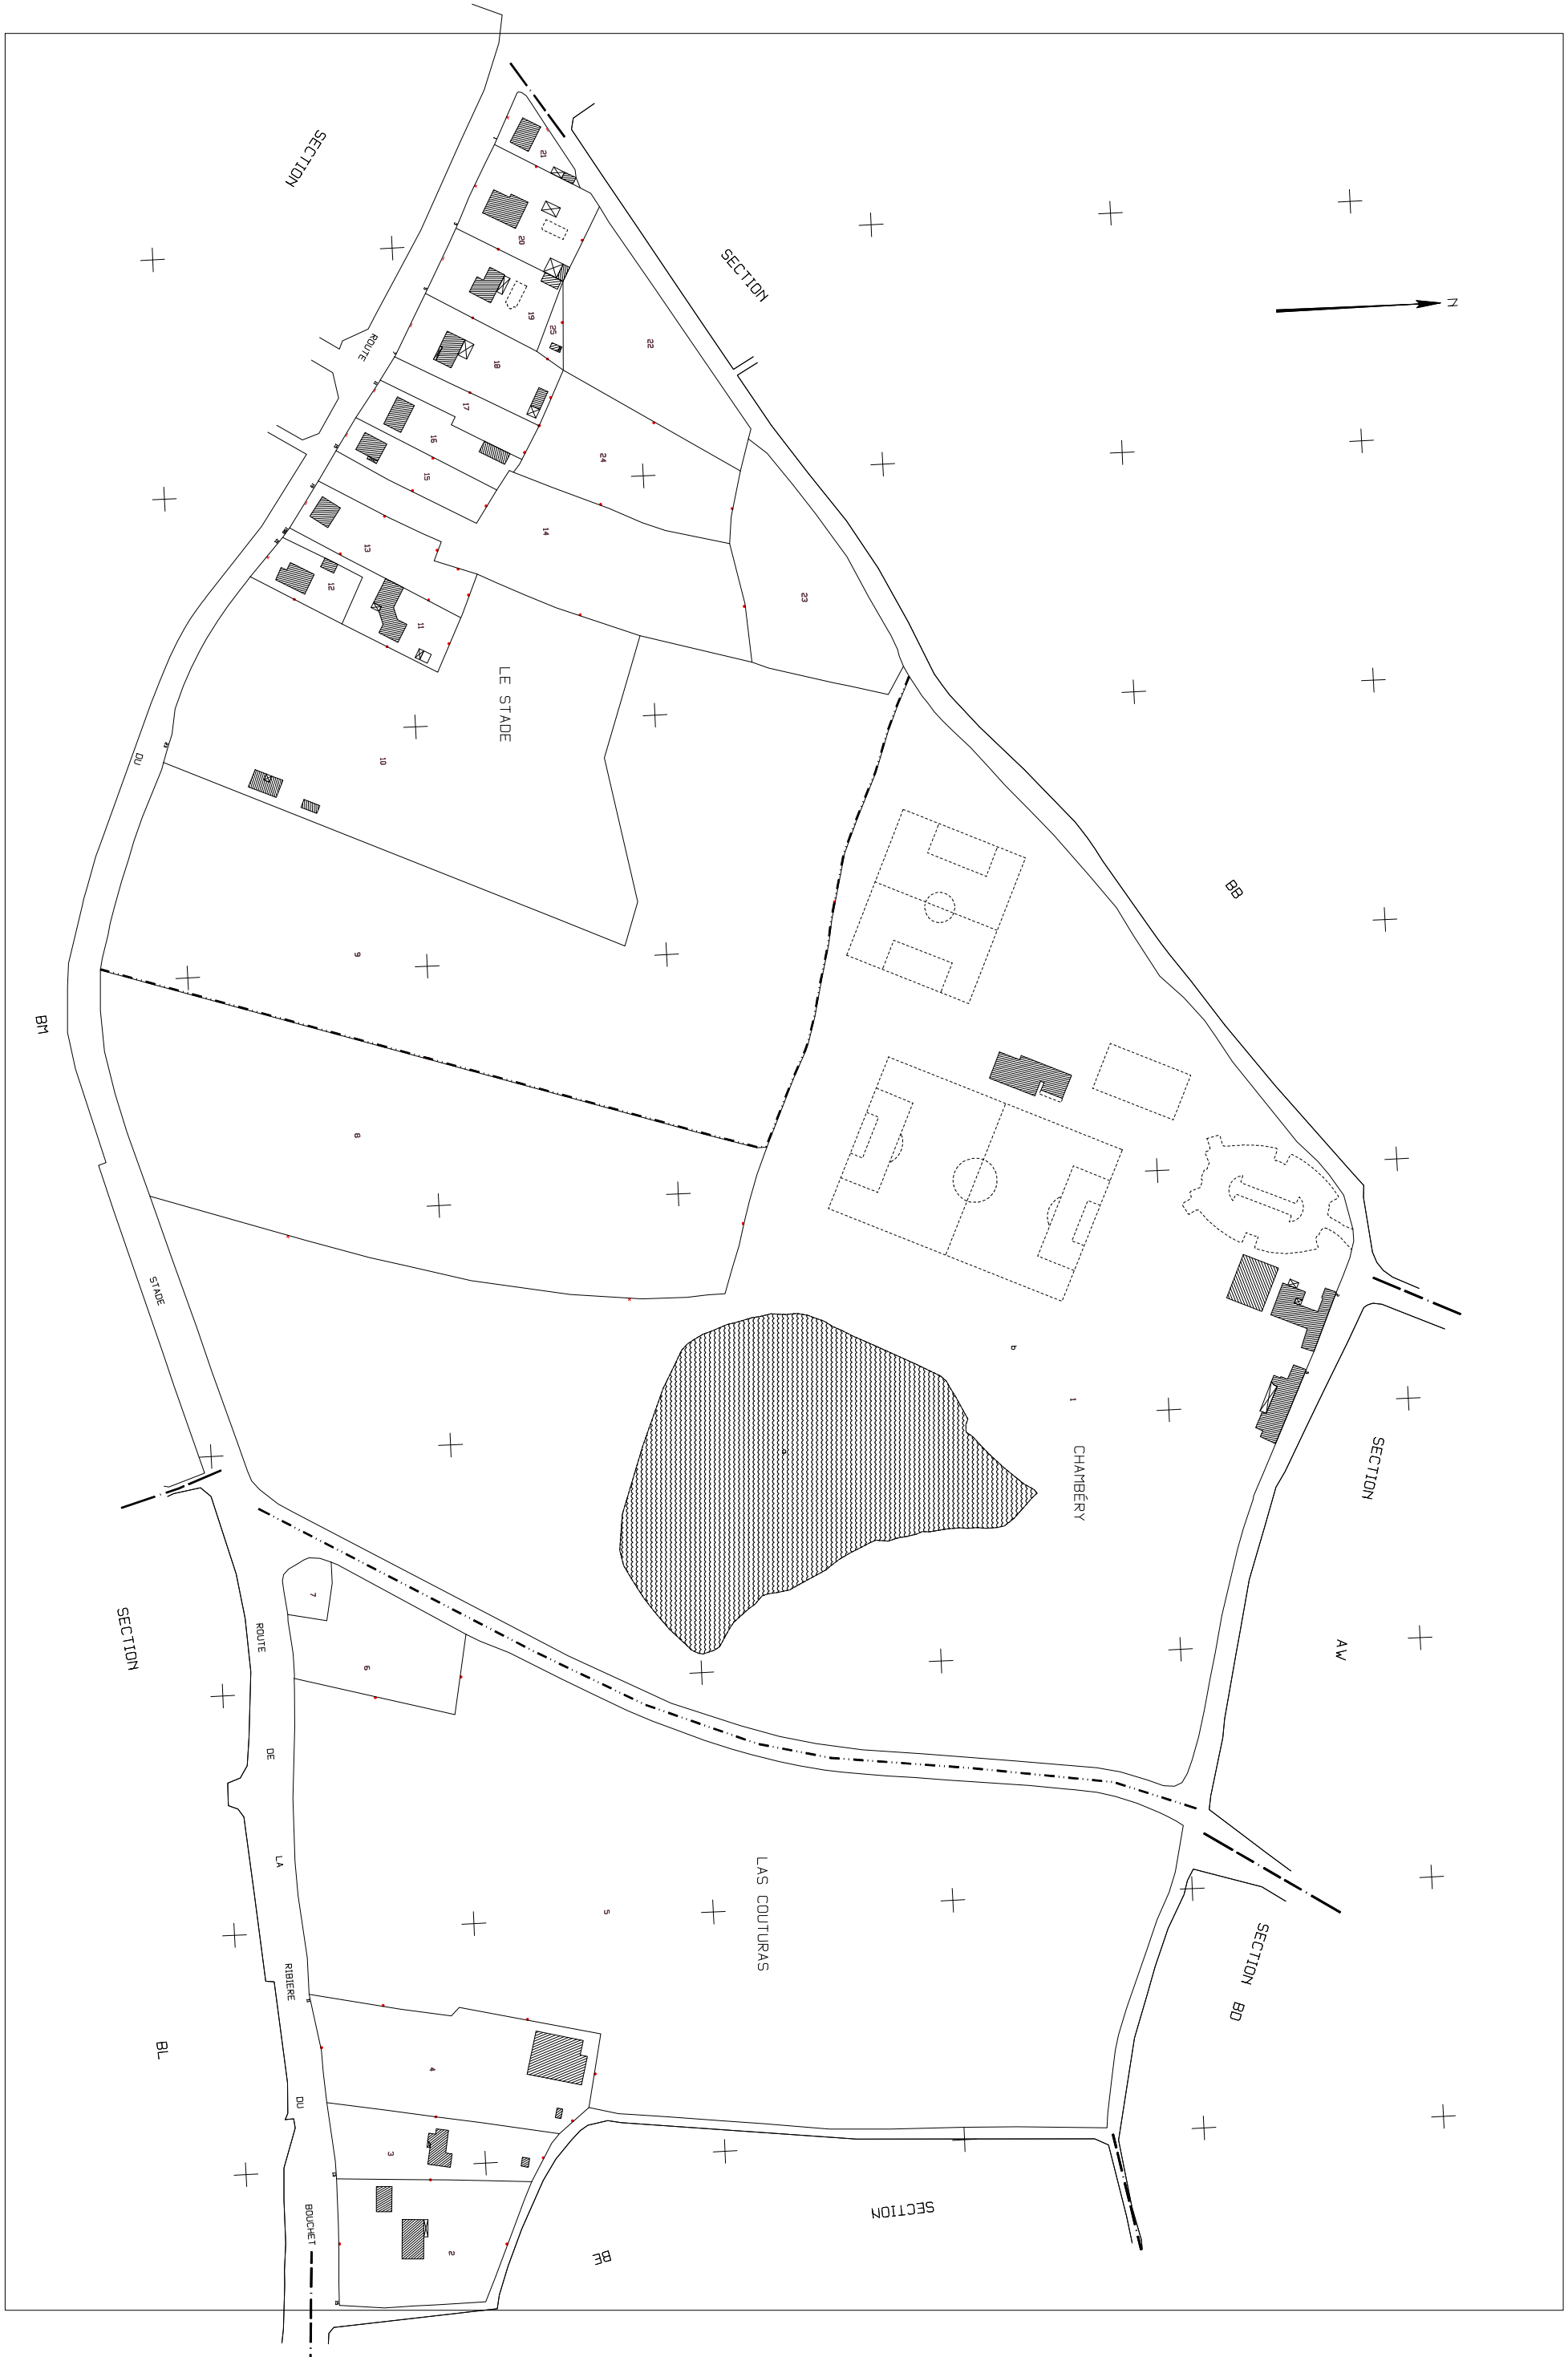 SECTION
SECTION
N
21
20
19
25
22
ROUTE
18
17
16
24
15
14
13
12
11
23
LE STADE
10
DU
BB
9
BM
8
STADE
b
1
CHAMBÉRY
a
SECTION
AW
7
SECTION
ROUTE
6
DE
LA
LAS COUTURAS
5
SECTION BD
RIBIERE
BL
4
DU
3
BOUCHET
2
SECTION
BE